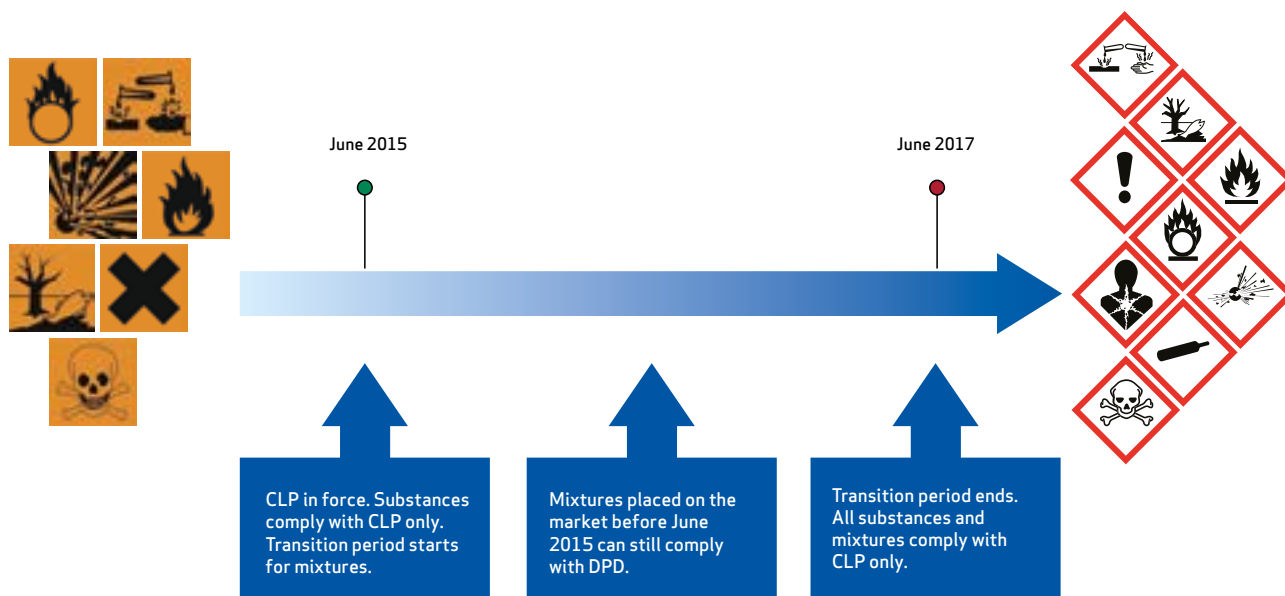 June 2015
June 2017
CLP in force. Substances
comply with CLP only.
Transition period starts
for mixtures.
Mixtures placed on the
market before June
2015 can still comply
with DPD.
Transition period ends.
All substances and
mixtures comply with
CLP only.